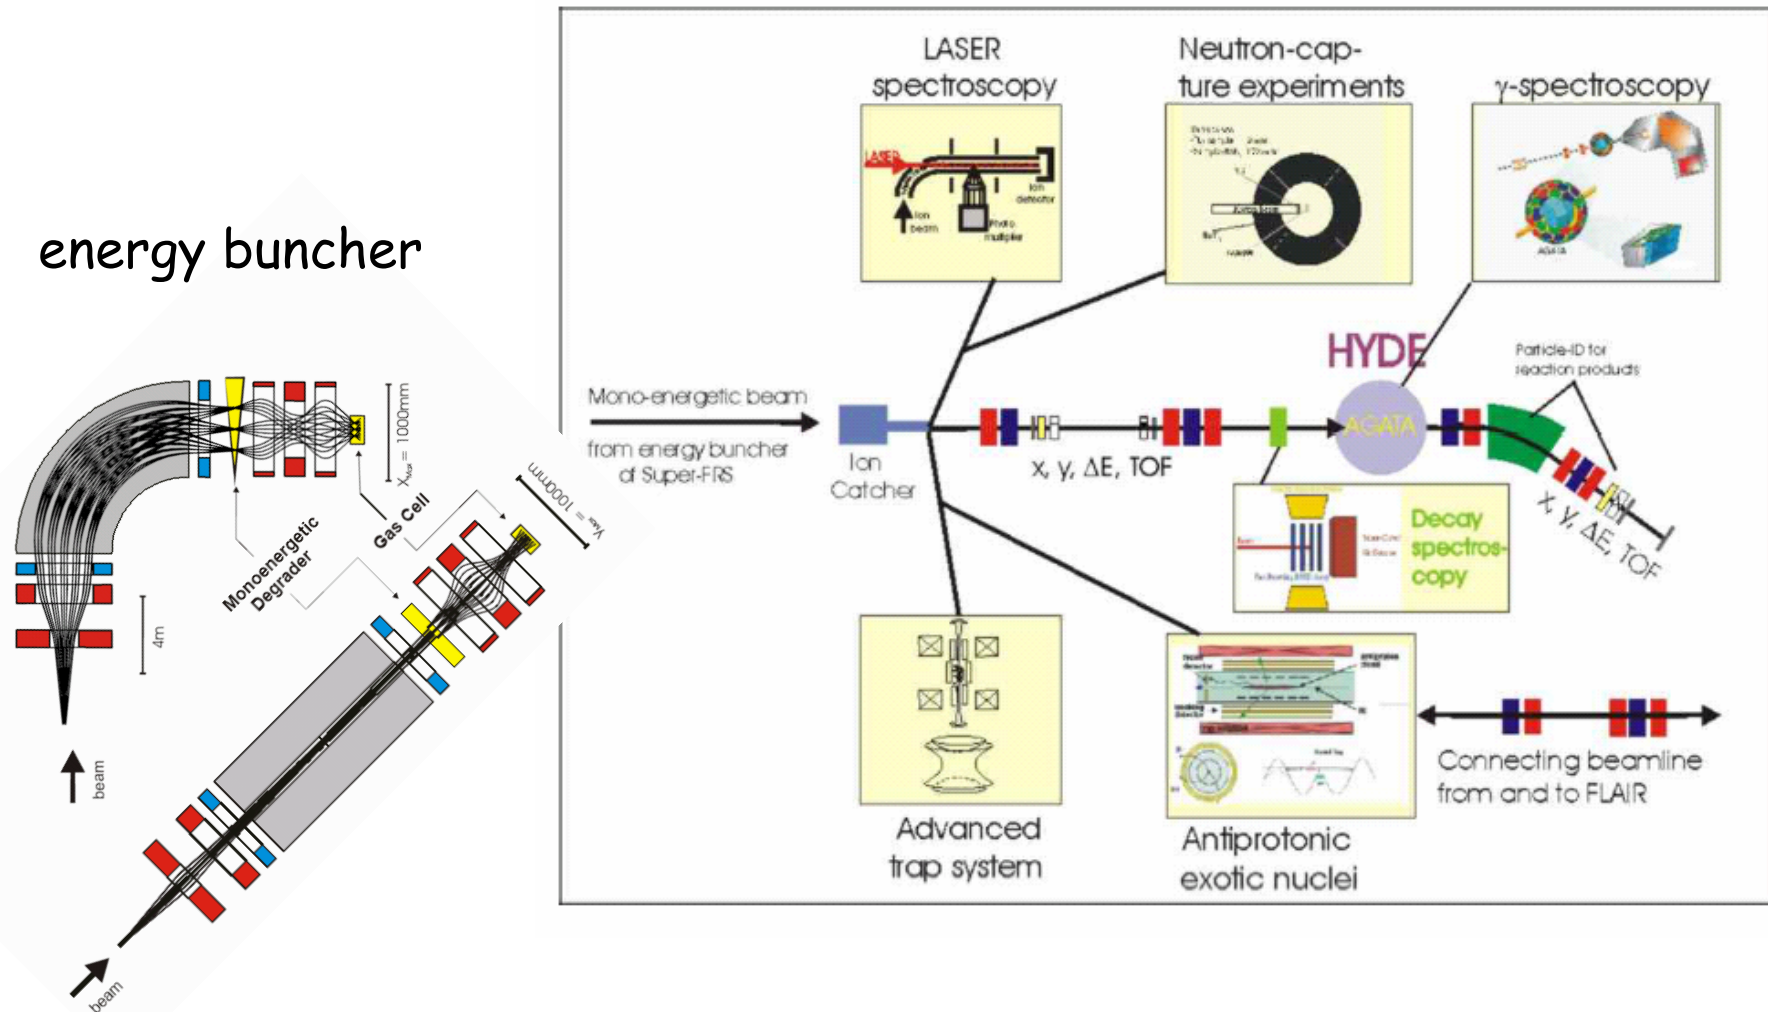 energy buncher
X
= 1000mm
Gas Cell
Monoenergetic
Degrader
4m
beam
= 1000mm
beam
LASER
spectroscopy
LASER
Ion
beam
Ion
detector
multiplier
Neutron-cap-
ture experiments
γ-spectroscopy
AGATA
Mono-energetic beam
from energy buncher
of Super-FRS
Ion
Catcher
x, y, ΔE, TOF
HYDE
AGATA
Particle-ID for
reaction products
x, y, ΔE, TOF
Decay
spectros-
copy
Advanced
trap system
Antiprotonic
exotic nuclei
Connecting beamline
from and to FLAIR